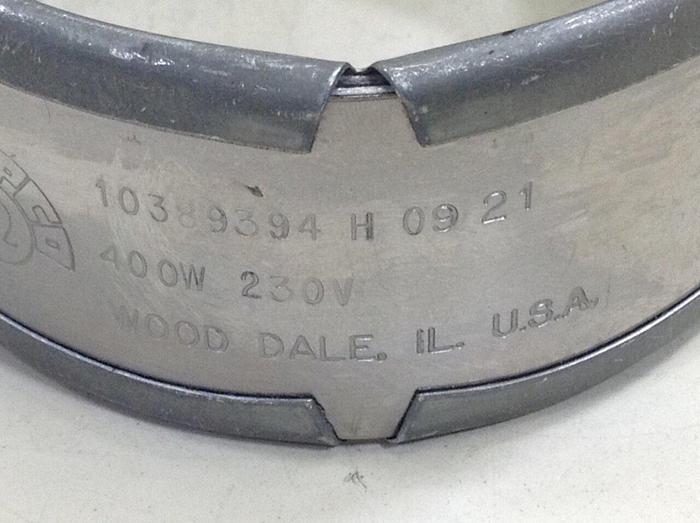 10389394 H 09 21
400W 230V
WOOD DALE, IL. U.S.A.